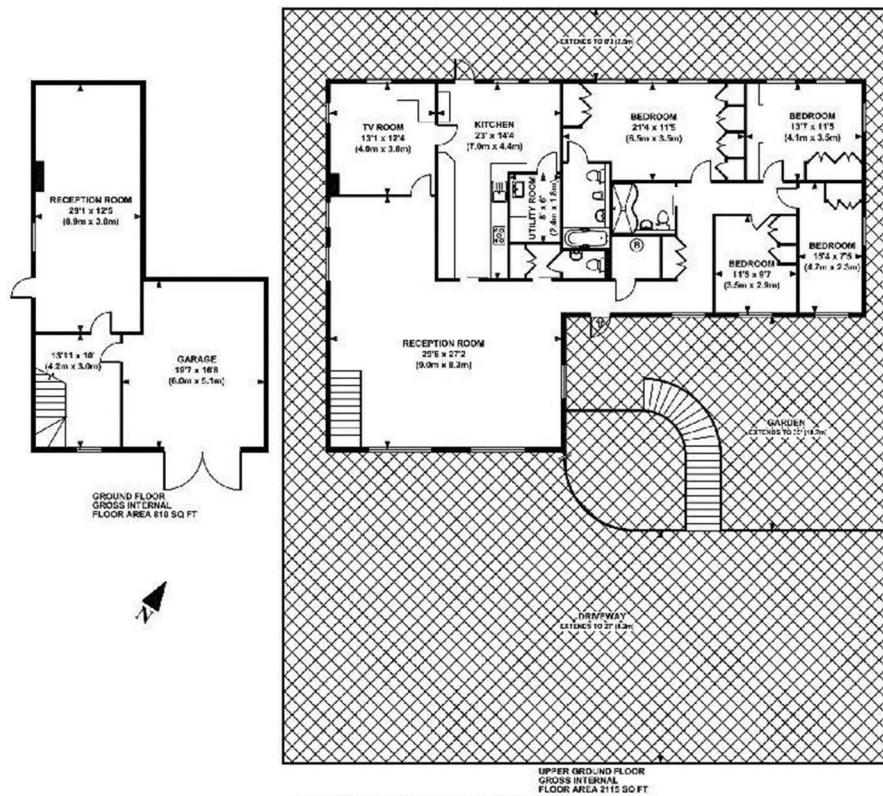 EXTENDS TO
RECEPTION ROOM
29'1 x 12'5
(8.9m x 3.8m)
13'11 x 10'
(4.2m x 3.0m)
GARAGE
19'7 x 16'8
(6.0m x 5.1m)
GROUND FLOOR
GROSS INTERNAL
FLOOR AREA 810 SQ FT
N
TV ROOM
13'1 x 12'4
(4.0m x 3.8m)
KITCHEN
23' x 14'4
(7.0m x 4.4m)
UTILITY ROOM
8' x 6'
(2.4m x 1.8m)
BEDROOM
21'4 x 11'5
(6.5m x 3.5m)
BEDROOM
13'7 x 11'5
(4.1m x 3.5m)
BEDROOM
11'5 x 9'7
(3.5m x 2.9m)
BEDROOM
15'4 x 7'5
(4.7m x 2.3m)
RECEPTION ROOM
29'6 x 27'2
(9.0m x 8.3m)
GARDEN
EXTENDS TO 35' (10.7m)
DRIVEWAY
EXTENDS TO 27' (8.2m)
UPPER GROUND FLOOR
GROSS INTERNAL
FLOOR AREA 2115 SQ FT